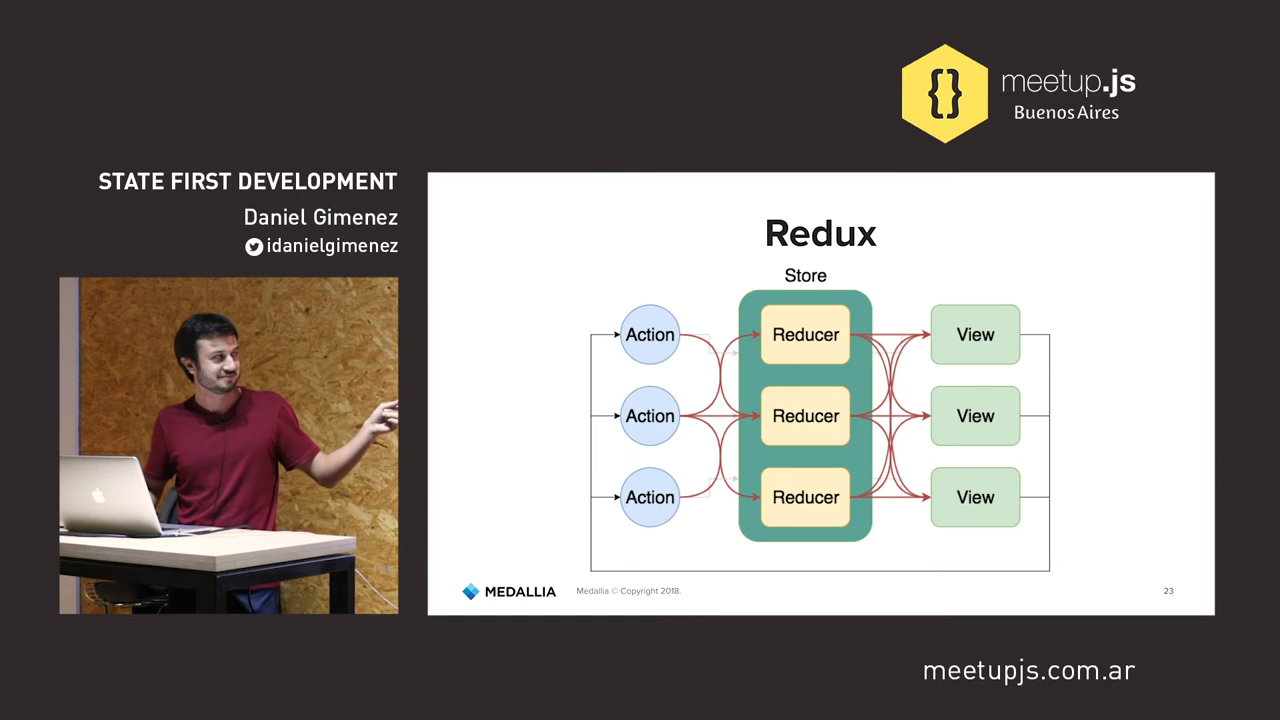 {}
meetup.js
Buenos Aires
STATE FIRST DEVELOPMENT
Daniel Gimenez
idanielgimenez
Redux
Store
Action
Reducer
View
Action
Reducer
View
Action
Reducer
View
MEDALLIA
Medallia © Copyright 2018.
23
meetupjs.com.ar